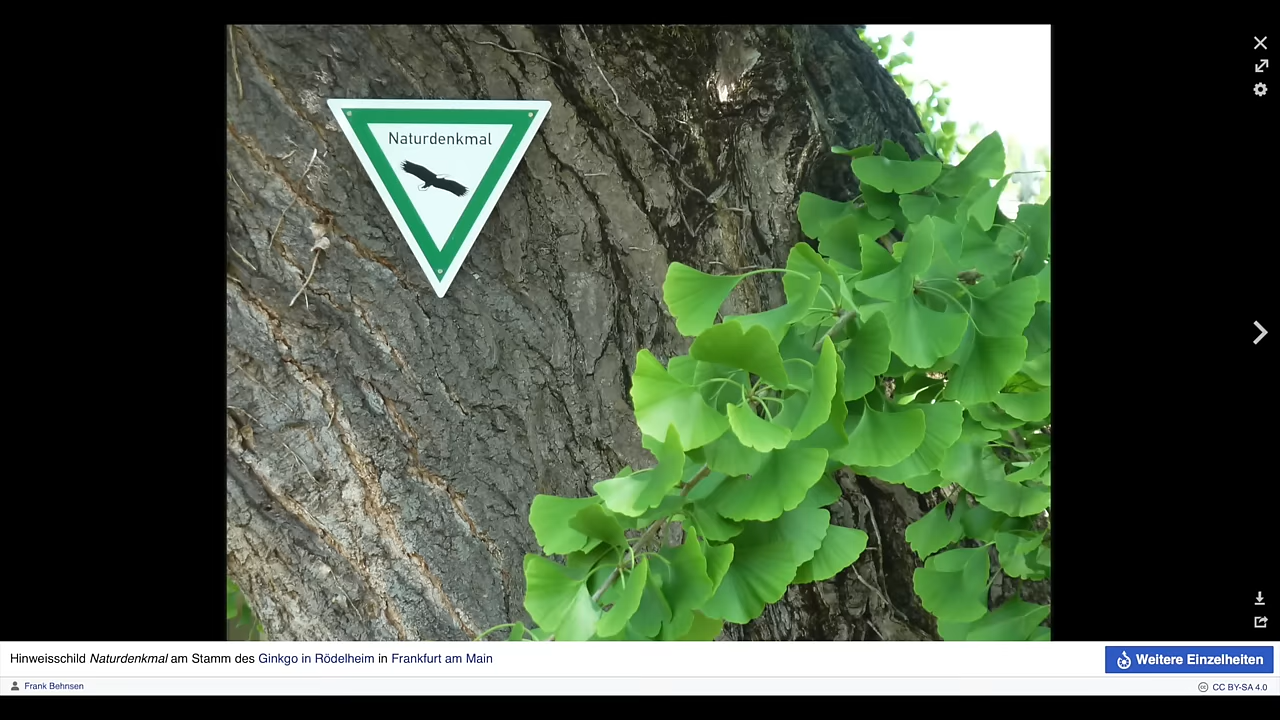 Naturdenkmal
Hinweisschild Naturdenkmal am Stamm des Ginkgo in Rödelheim in Frankfurt am Main
Weitere Einzelheiten
Frank Behnsen
CC BY-SA 4.0